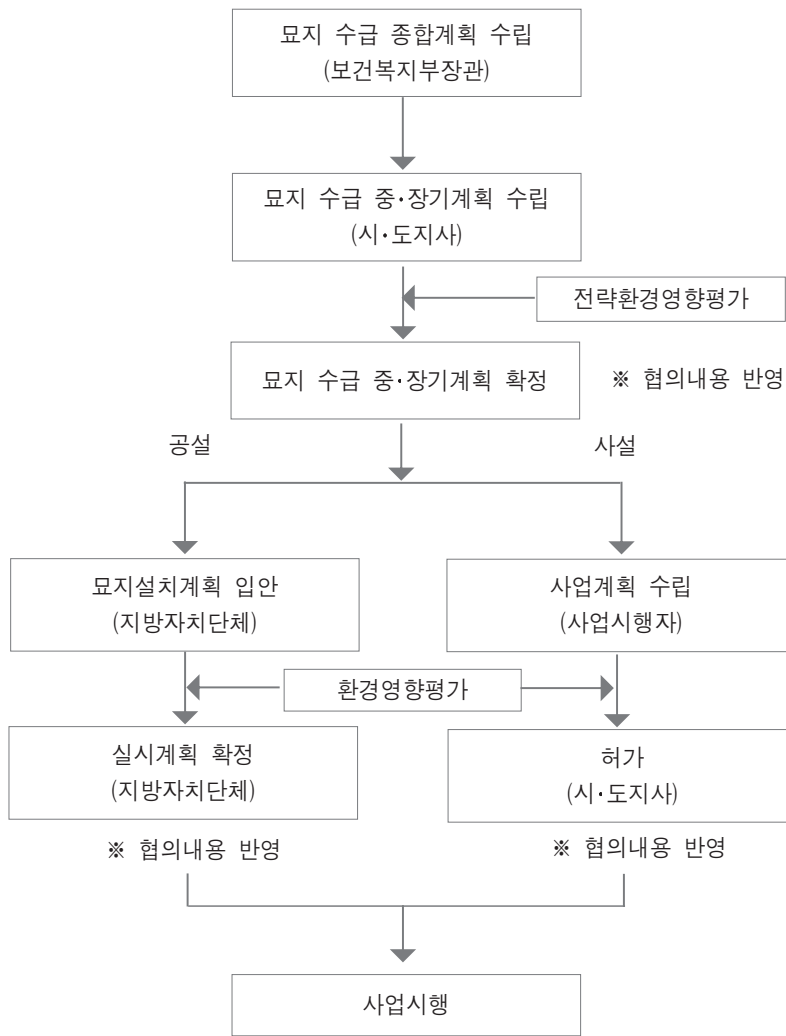 묘지 수급 종합계획 수립
(보건복지부장관)
묘지 수급 중·장기계획 수립
(시·도지사)
전략환경영향평가
묘지 수급 중·장기계획 확정
※ 협의내용 반영
공설
사설
묘지설치계획 입안
(지방자치단체)
사업계획 수립
(사업시행자)
환경영향평가
실시계획 확정
(지방자치단체)
허가
(시·도지사)
※ 협의내용 반영
※ 협의내용 반영
사업시행